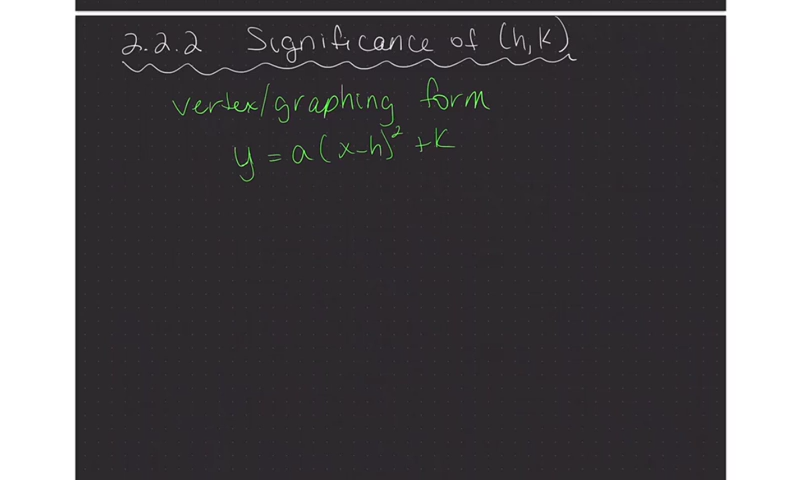 2.2.2 Significance of (h,k)
vertex/graphing form
y = a(x-h)² + k